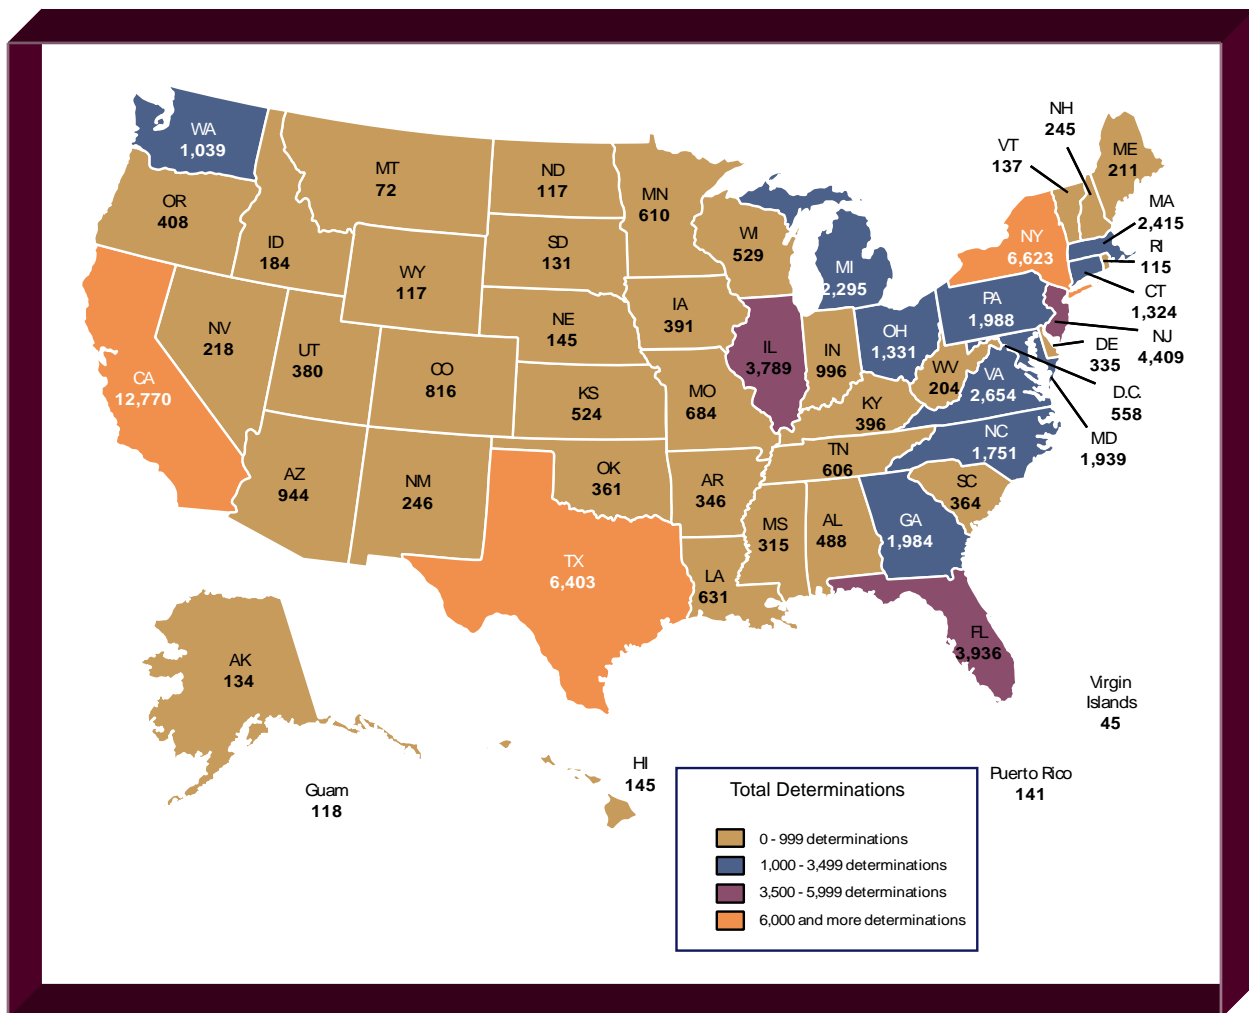 WA
1,039
MT
72
ND
117
MN
610
NH
245
VT
137
ME
211
OR
408
ID
184
WY
117
SD
131
WI
529
MI
2,295
NY
6,623
MA
2,415
RI
115
CT
1,324
NJ
4,409
DE
335
D.C.
558
MD
1,939
PA
1,988
NV
218
UT
380
CO
816
NE
145
IA
391
IL
3,789
IN
996
OH
1,331
WV
204
VA
2,654
CA
12,770
KS
524
MO
684
KY
396
NC
1,751
AZ
944
NM
246
OK
361
AR
346
TN
606
SC
364
MS
315
AL
488
GA
1,984
TX
6,403
LA
631
FL
3,936
AK
134
Virgin
Islands
45
Guam
118
HI
145
Puerto Rico
141
Total Determinations
0 - 999 determinations
1,000 - 3,499 determinations
3,500 - 5,999 determinations
6,000 and more determinations